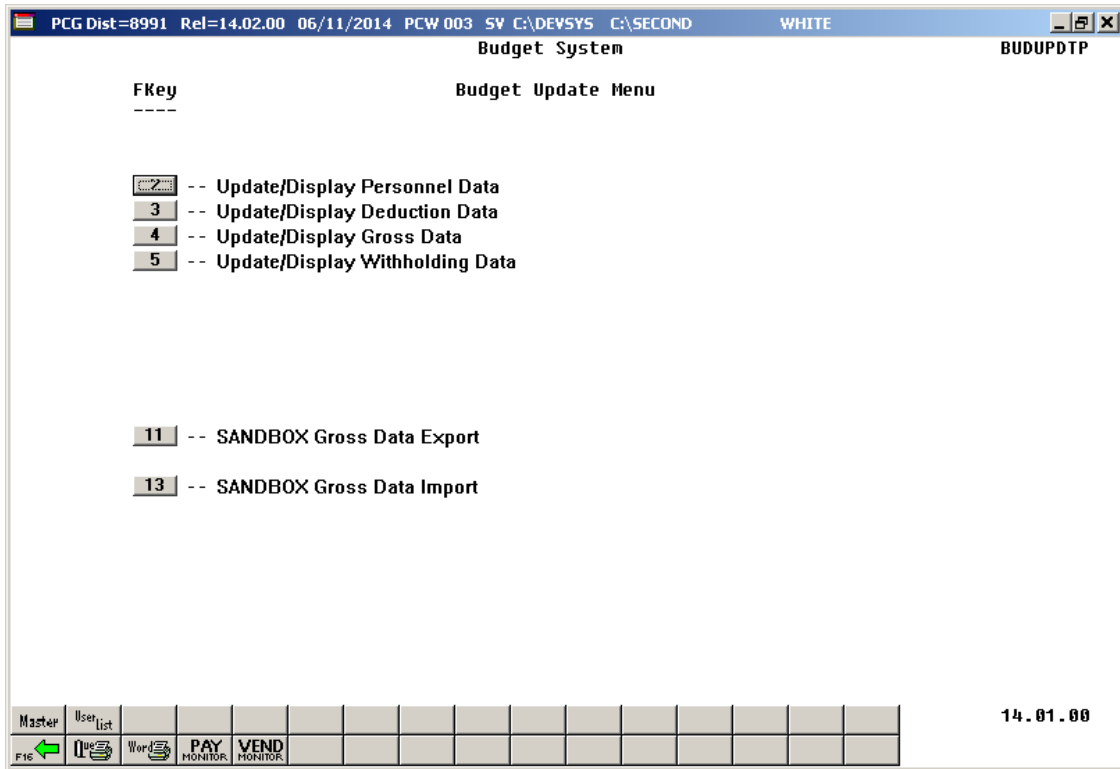 PCG Dist=8991 Rel=14.02.00 06/11/2014 PCW 003 SV C:\DEVSYS C:\SECOND WHITE
Budget System BUDUPDTP
FKey Budget Update Menu
----
2 -- Update/Display Personnel Data
3 -- Update/Display Deduction Data
4 -- Update/Display Gross Data
5 -- Update/Display Withholding Data
11 -- SANDBOX Gross Data Export
13 -- SANDBOX Gross Data Import
Master User List 14.01.00
F16 Que Word PAY MONITOR VEND MONITOR